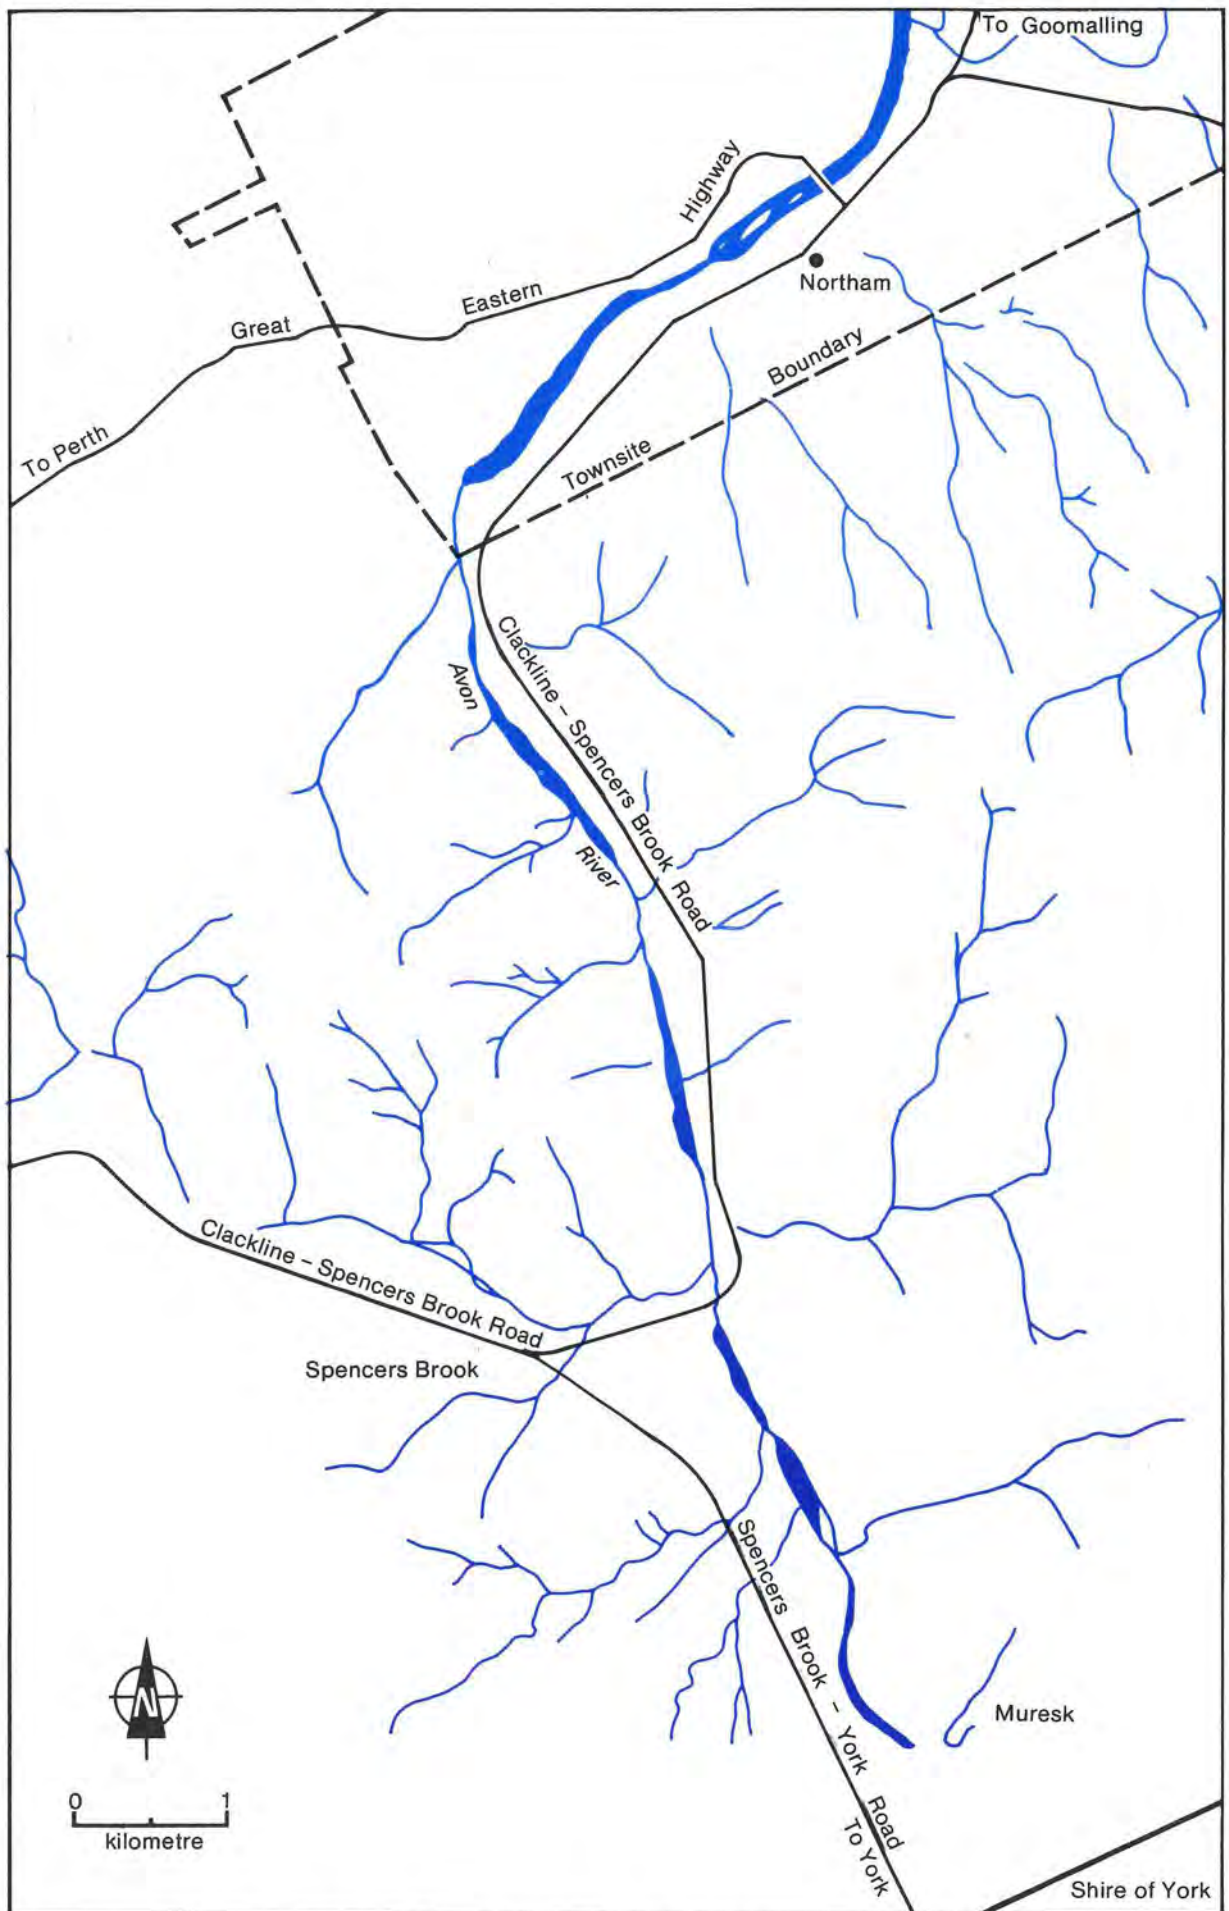 To Goomalling
Highway
Northam
Eastern
Great
Boundary
To Perth
Townsite
Clackline – Spencers Brook Road
Avon
River
Clackline – Spencers Brook Road
Spencers Brook
Spencers Brook – York Road
N
Muresk
0 1
kilometre
To York
Shire of York